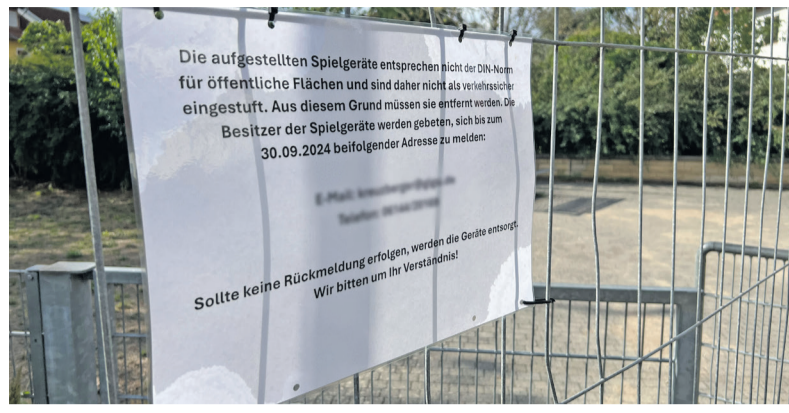 Die aufgestellten Spielgeräte entsprechen nicht der DIN-Norm
für öffentliche Flächen und sind daher nicht als verkehrssicher
eingestuft. Aus diesem Grund müssen sie entfernt werden. Die
Besitzer der Spielgeräte werden gebeten, sich bis zum
30.09.2024 beifolgender Adresse zu melden:
E-Mail:
Telefon:
Sollte keine Rückmeldung erfolgen, werden die Geräte entsorgt.
Wir bitten um Ihr Verständnis!